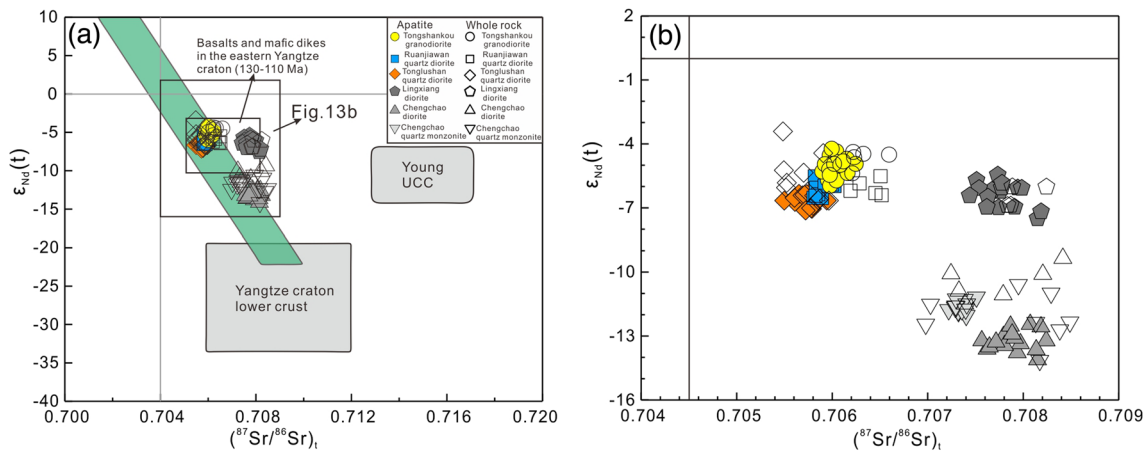 (a)
10
5
0
-5
-10
-15
-20
-25
-30
-35
-40
εNd(t)
0.700
0.704
0.708
0.712
0.716
0.720
(87Sr/86Sr)t
Basalts and mafic dikes
in the eastern Yangtze
craton (130-110 Ma)
Fig.13b
Young
UCC
Yangtze craton
lower crust
Apatite
Whole rock
Tongshankou
granodiorite
Tongshankou
granodiorite
Ruanjiawan
quartz diorite
Ruanjiawan
quartz diorite
Tonglushan
quartz diorite
Tonglushan
quartz diorite
Lingxiang
diorite
Lingxiang
diorite
Chengchao
diorite
Chengchao
diorite
Chengchao
quartz monzonite
Chengchao
quartz monzonite
(b)
2
-1
-4
-7
-10
-13
-16
εNd(t)
0.704
0.705
0.706
0.707
0.708
0.709
(87Sr/86Sr)t